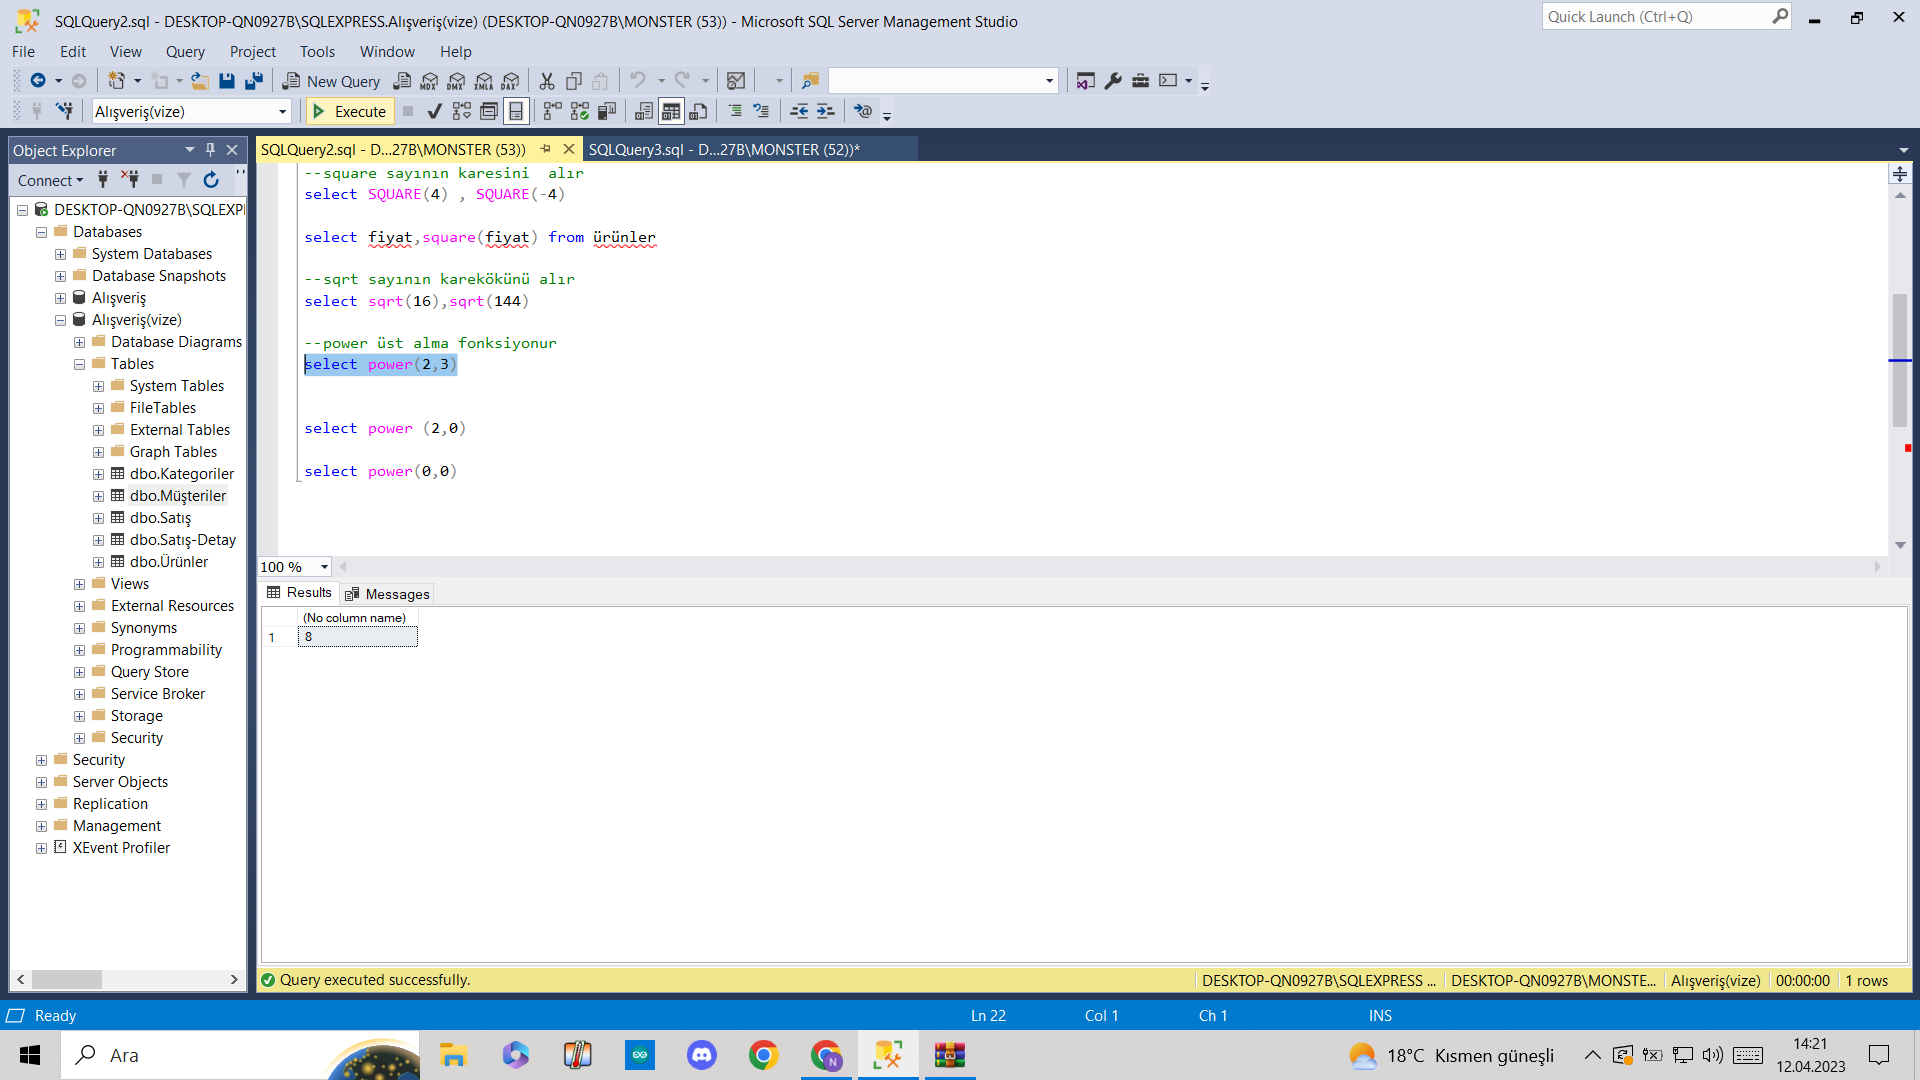 SQLQuery2.sql - DESKTOP-QN0927B\SQLEXPRESS.Alışveriş(vize) (DESKTOP-QN0927B\MONSTER (53)) - Microsoft SQL Server Management Studio
Quick Launch (Ctrl+Q)
File Edit View Query Project Tools Window Help
New Query
MDX DMX XMLA DAX
Alışveriş(vize)
Execute
Object Explorer
SQLQuery2.sql - D...27B\MONSTER (53))
SQLQuery3.sql - D...27B\MONSTER (52))*
Connect
DESKTOP-QN0927B\SQLEXP
Databases
System Databases
Database Snapshots
Alışveriş
Alışveriş(vize)
Database Diagrams
Tables
System Tables
FileTables
External Tables
Graph Tables
dbo.Kategoriler
dbo.Müşteriler
dbo.Satış
dbo.Satış-Detay
dbo.Ürünler
Views
External Resources
Synonyms
Programmability
Query Store
Service Broker
Storage
Security
Security
Server Objects
Replication
Management
XEvent Profiler
--square sayının karesini  alır
select SQUARE(4) , SQUARE(-4)
select fiyat,square(fiyat) from ürünler
--sqrt sayının karekökünü alır
select sqrt(16),sqrt(144)
--power üst alma fonksiyonur
select power(2,3)
select power (2,0)
select power(0,0)
100 %
Results Messages
(No column name)
1 8
Query executed successfully.
DESKTOP-QN0927B\SQLEXPRESS ... DESKTOP-QN0927B\MONSTE... Alışveriş(vize) 00:00:00 1 rows
Ready Ln 22 Col 1 Ch 1 INS
Ara
N
18°C Kısmen güneşli
14:21
12.04.2023